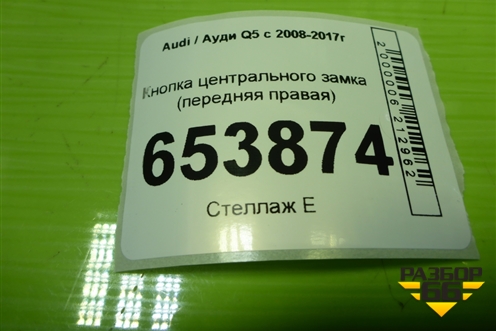 Audi / Ауди Q5 с 2008-2017г
Кнопка центрального замка
(передняя правая)
653874
Стеллаж Е
2000006212962
РАЗБОР
66